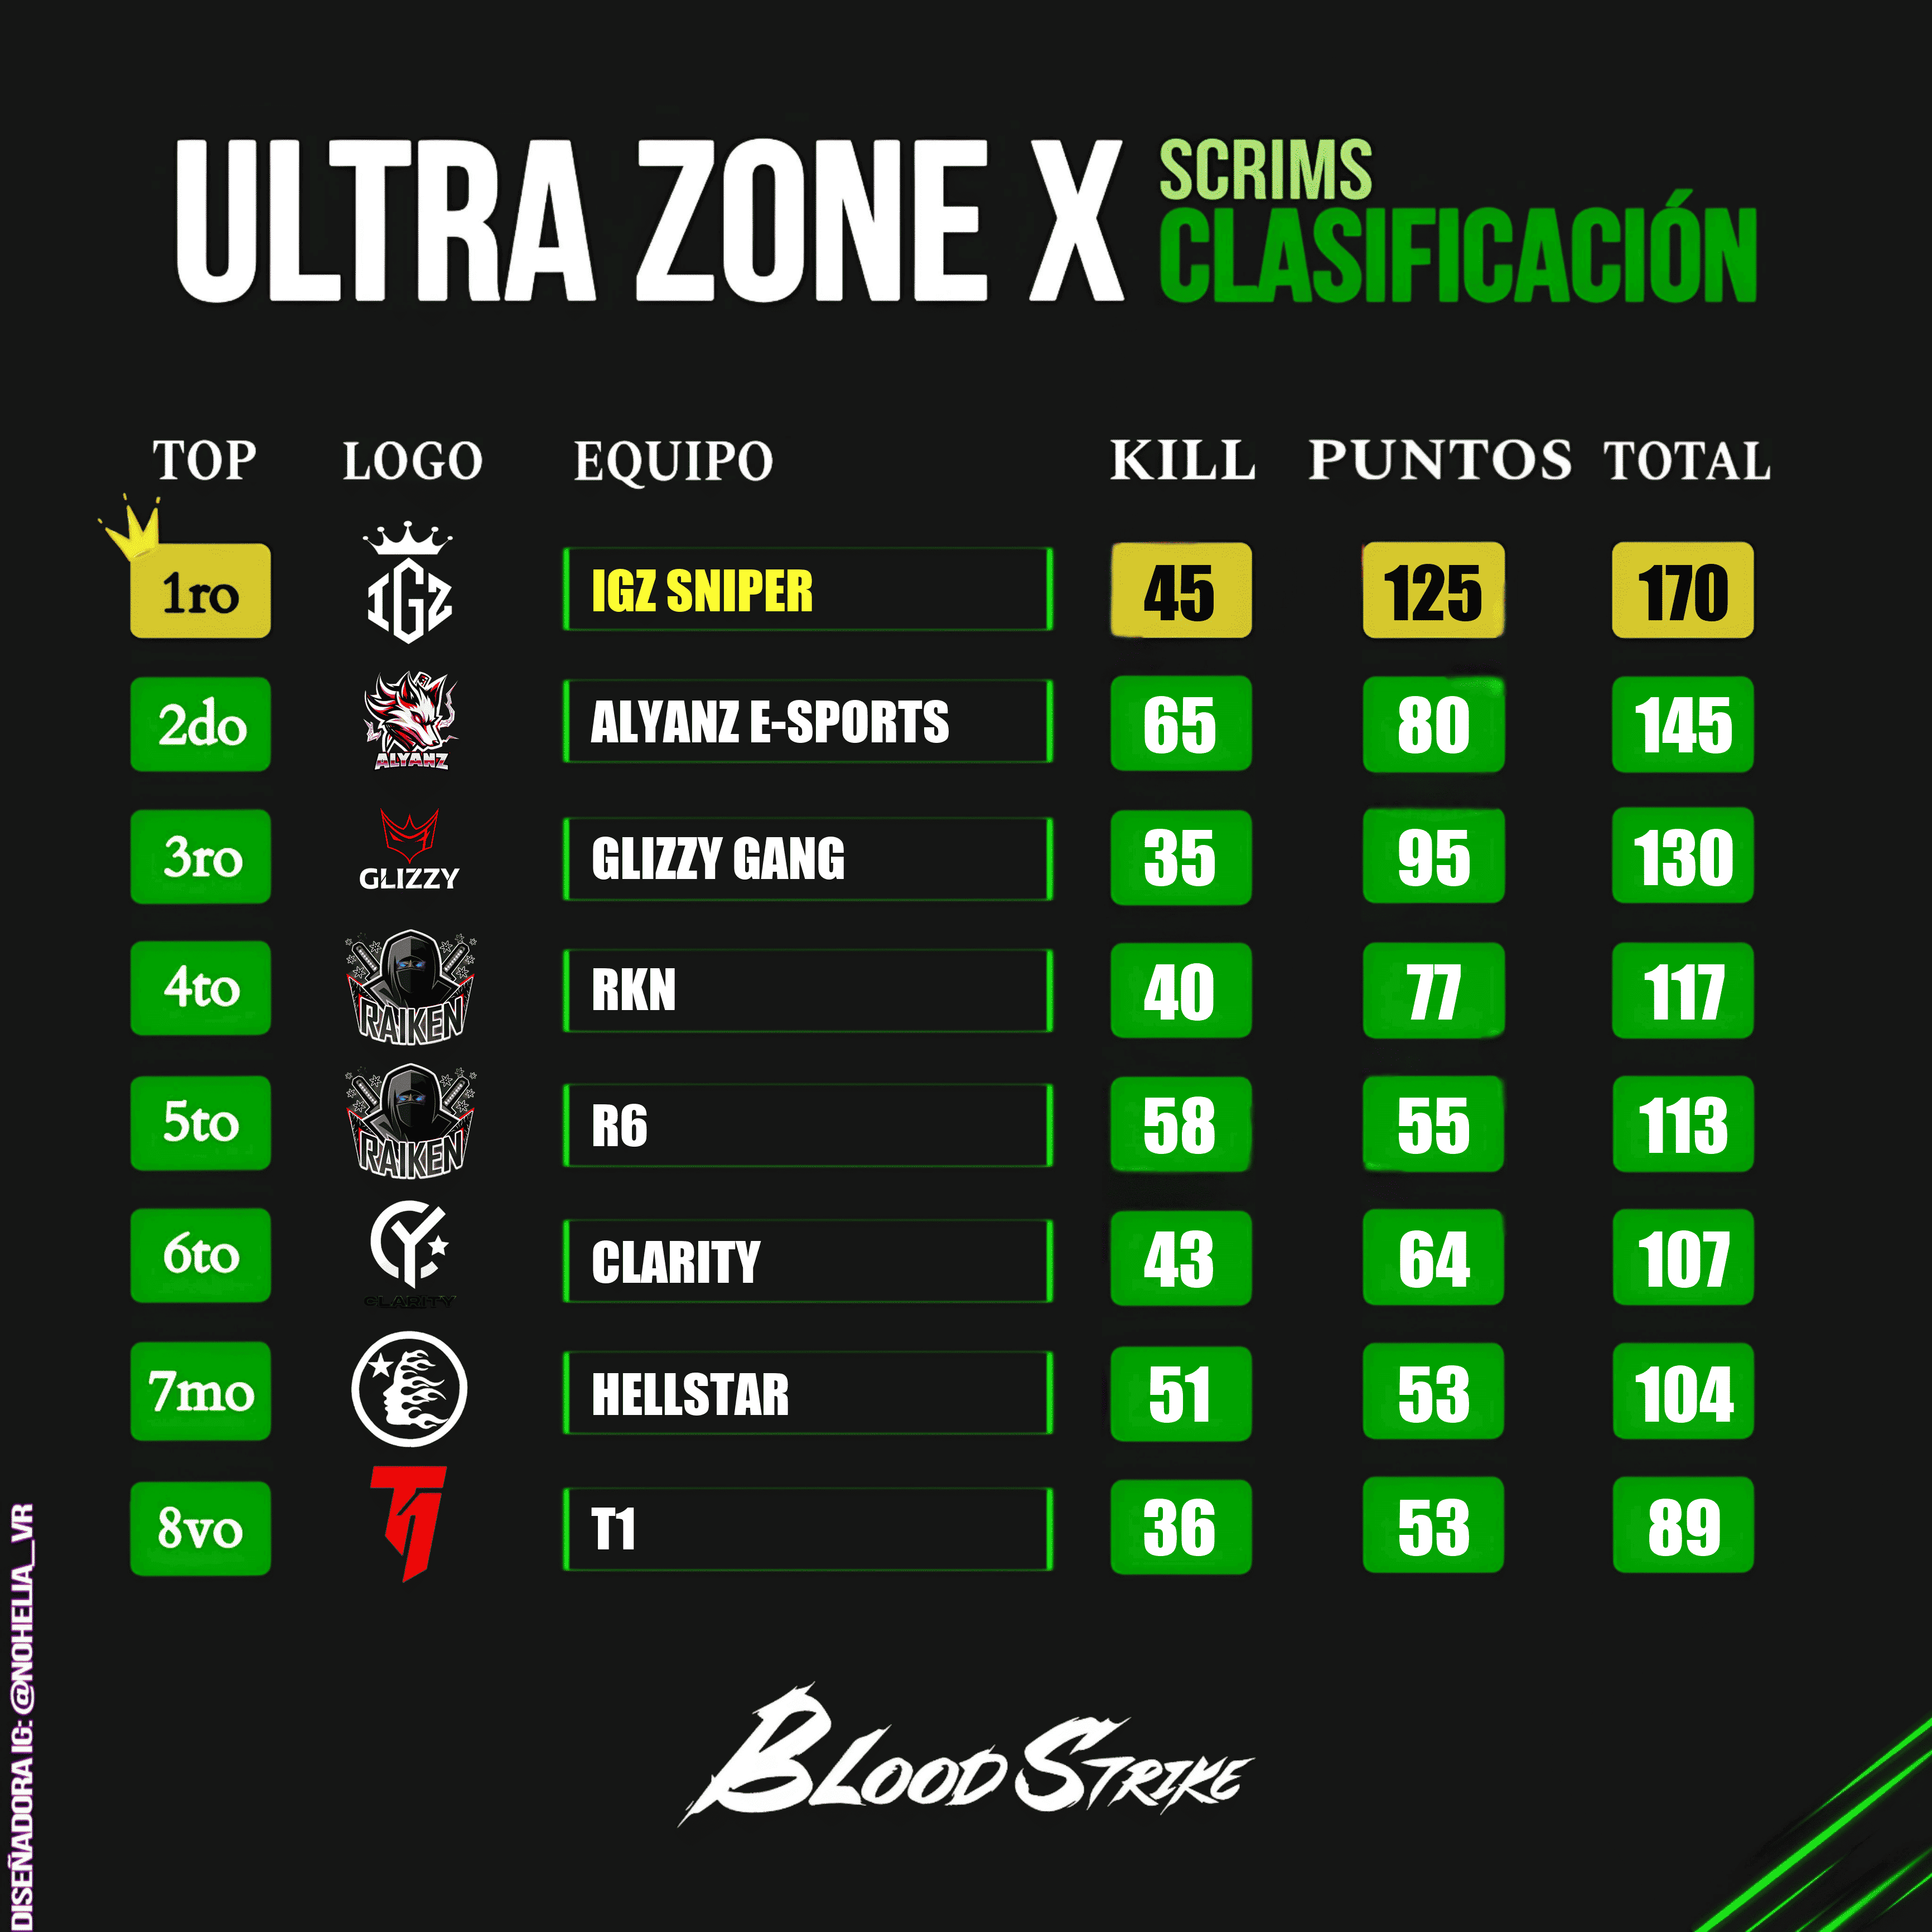 ULTRA ZONE X
SCRIMS
CLASIFICACIÓN
TOP LOGO EQUIPO KILL PUNTOS TOTAL
1ro IGZ IGZ SNIPER 45 125 170
2do ALYANZ ALYANZ E-SPORTS 65 80 145
3ro GLIZZY GLIZZY GANG 35 95 130
4to RAIKEN RKN 40 77 117
5to RAIKEN R6 58 55 113
6to CLARITY CLARITY 43 64 107
7mo HELLSTAR 51 53 104
8vo T1 T1 36 53 89
BLOOD STRIKE
DISEÑADORA IG: @NOHELIA_VR